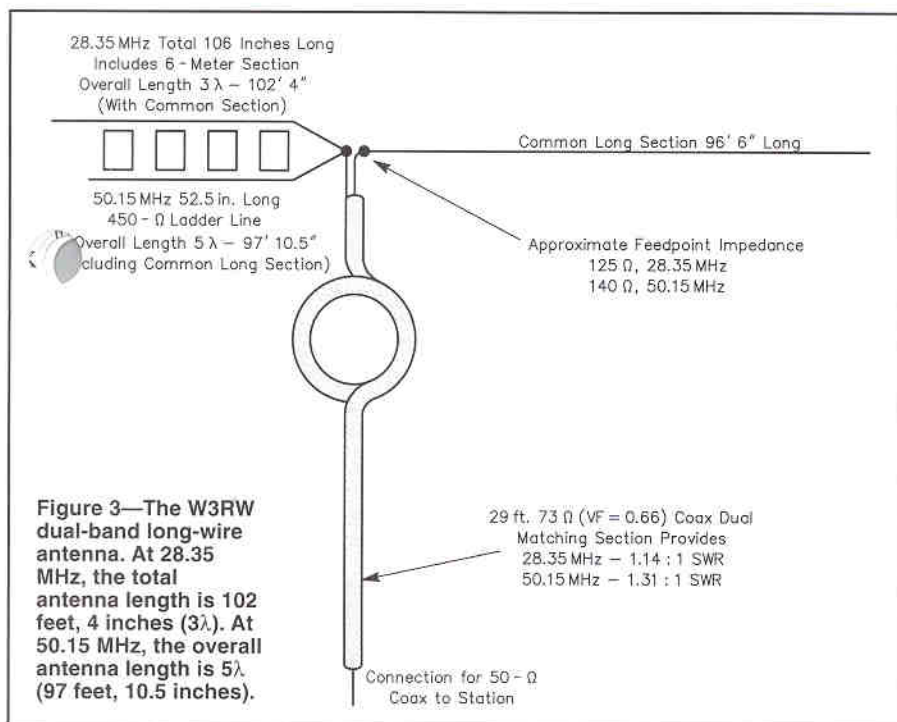 28.35 MHz Total 106 Inches Long
Includes 6 - Meter Section
Overall Length 3 λ – 102' 4"
(With Common Section)
Common Long Section 96' 6" Long
50.15 MHz 52.5 in. Long
450 - Ω Ladder Line
Overall Length 5 λ – 97' 10.5"
cluding Common Long Section)
Approximate Feedpoint Impedance
125 Ω, 28.35 MHz
140 Ω, 50.15 MHz
Figure 3—The W3RW
dual-band long-wire
antenna. At 28.35
MHz, the total
antenna length is 102
feet, 4 inches (3λ). At
50.15 MHz, the overall
antenna length is 5λ
(97 feet, 10.5 inches).
29 ft. 73 Ω (VF = 0.66) Coax Dual
Matching Section Provides
28.35 MHz – 1.14 : 1 SWR
50.15 MHz – 1.31 : 1 SWR
Connection for 50 - Ω
Coax to Station